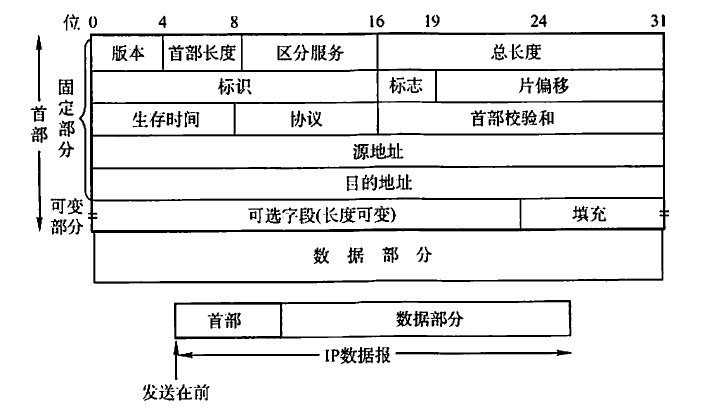 位 0 4 8 16 19 24 31
版本 首部长度 区分服务 总长度
标识 标志 片偏移
生存时间 协议 首部校验和
源地址
目的地址
可选字段(长度可变) 填充
数据部分
首部
固定部分
可变部分
首部 数据部分
IP数据报
发送在前